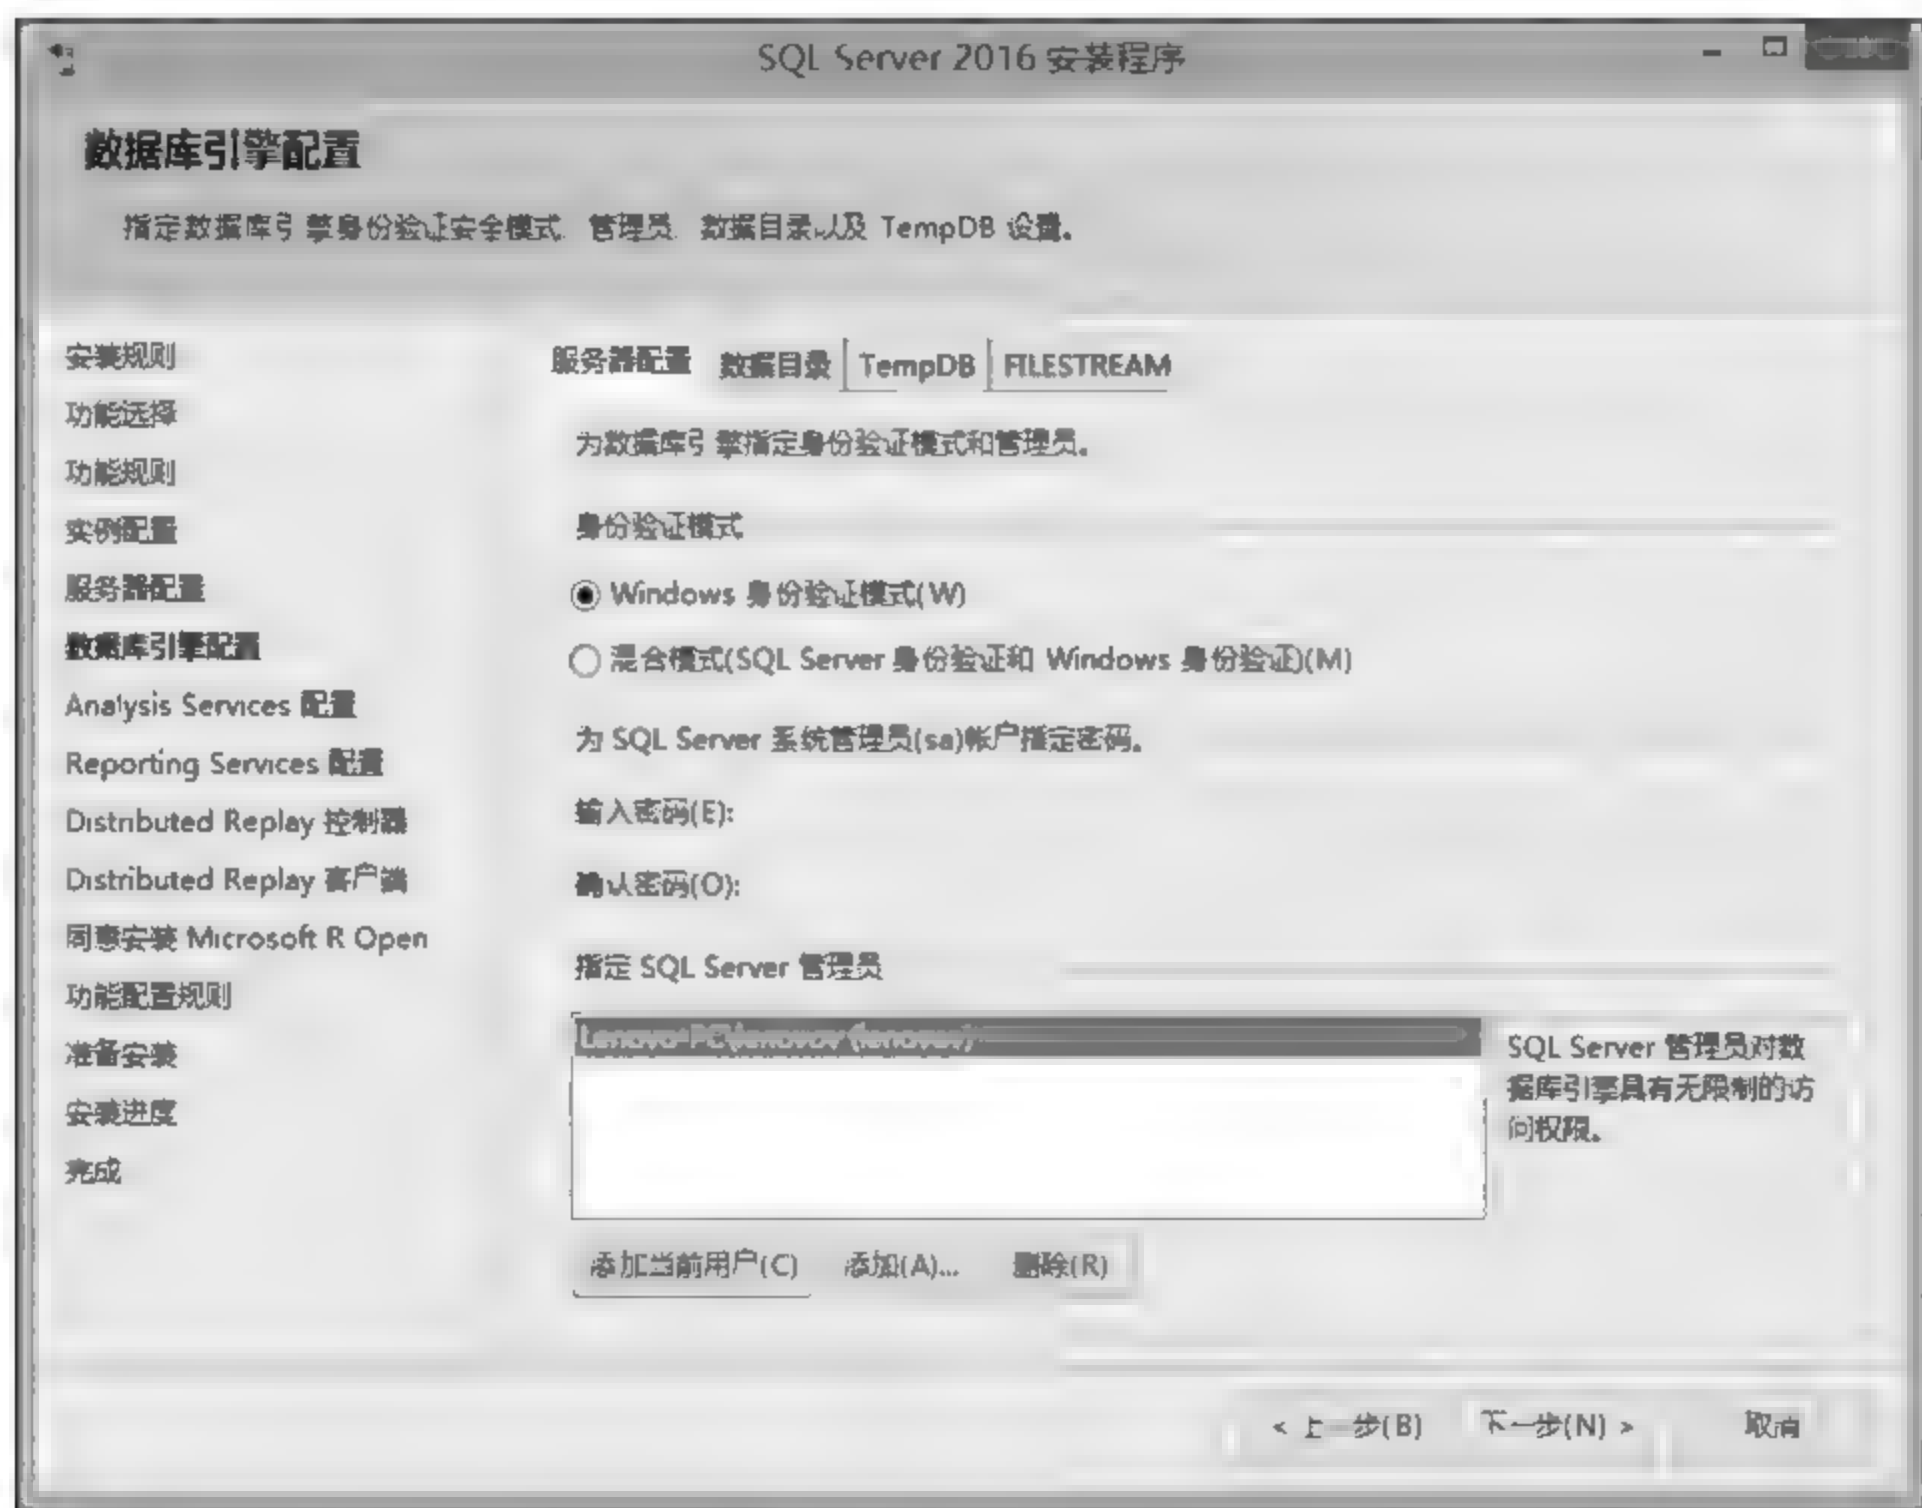 SQL Server 2016 安装程序
数据库引擎配置
指定数据库引擎身份验证安全模式、管理员、数据目录以及 TempDB 设置。
安装规则
功能选择
功能规则
实例配置
服务器配置
数据库引擎配置
Analysis Services 配置
Reporting Services 配置
Distributed Replay 控制器
Distributed Replay 客户端
同意安装 Microsoft R Open
功能配置规则
准备安装
安装进度
完成
服务器配置 数据目录 TempDB FILESTREAM
为数据库引擎指定身份验证模式和管理员。
身份验证模式
Windows 身份验证模式(W)
混合模式(SQL Server 身份验证和 Windows 身份验证)(M)
为 SQL Server 系统管理员(sa)帐户指定密码。
输入密码(E):
确认密码(O):
指定 SQL Server 管理员
SQL Server 管理员对数
据库引擎具有无限制的访
问权限。
添加当前用户(C) 添加(A)... 删除(R)
< 上一步(B) 下一步(N) > 取消